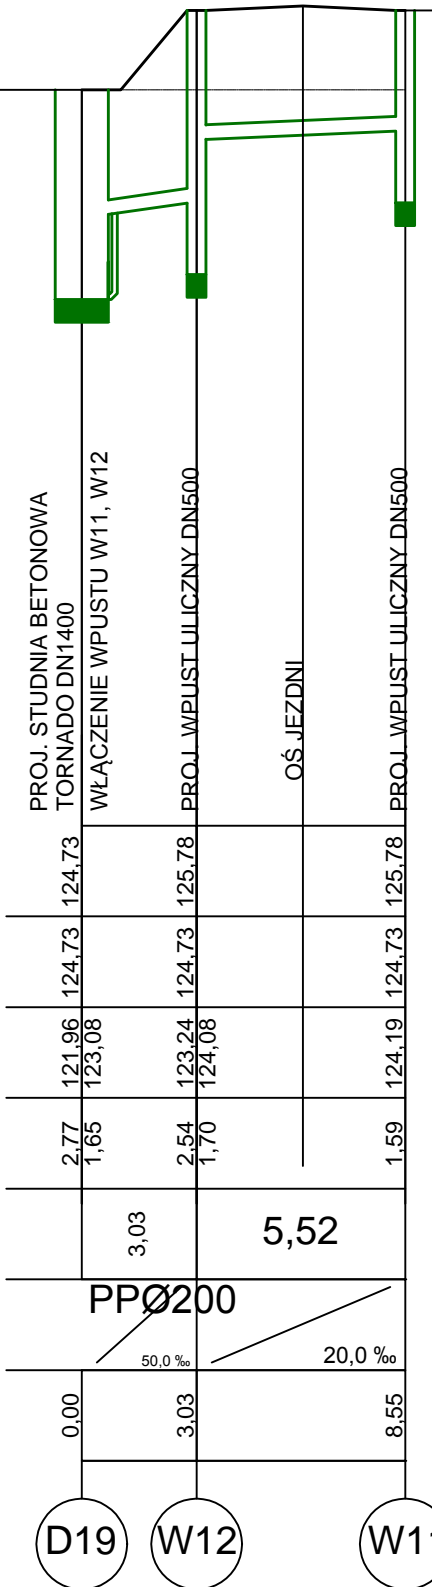 PROJ. STUDNIA BETONOWA
TORNADO DN1400
WŁĄCZENIE WPUSTU W11, W12
PROJ. WPUST ULICZNY DN500
OŚ JEZDNI
PROJ. WPUST ULICZNY DN500
124,73
125,78
125,78
124,73
124,73
124,73
121,96
123,08
123,24
124,08
124,19
2,77
1,65
2,54
1,70
1,59
3,03
5,52
PPØ200
50,0 ‰
20,0 ‰
0,00
3,03
8,55
D19
W12
W11